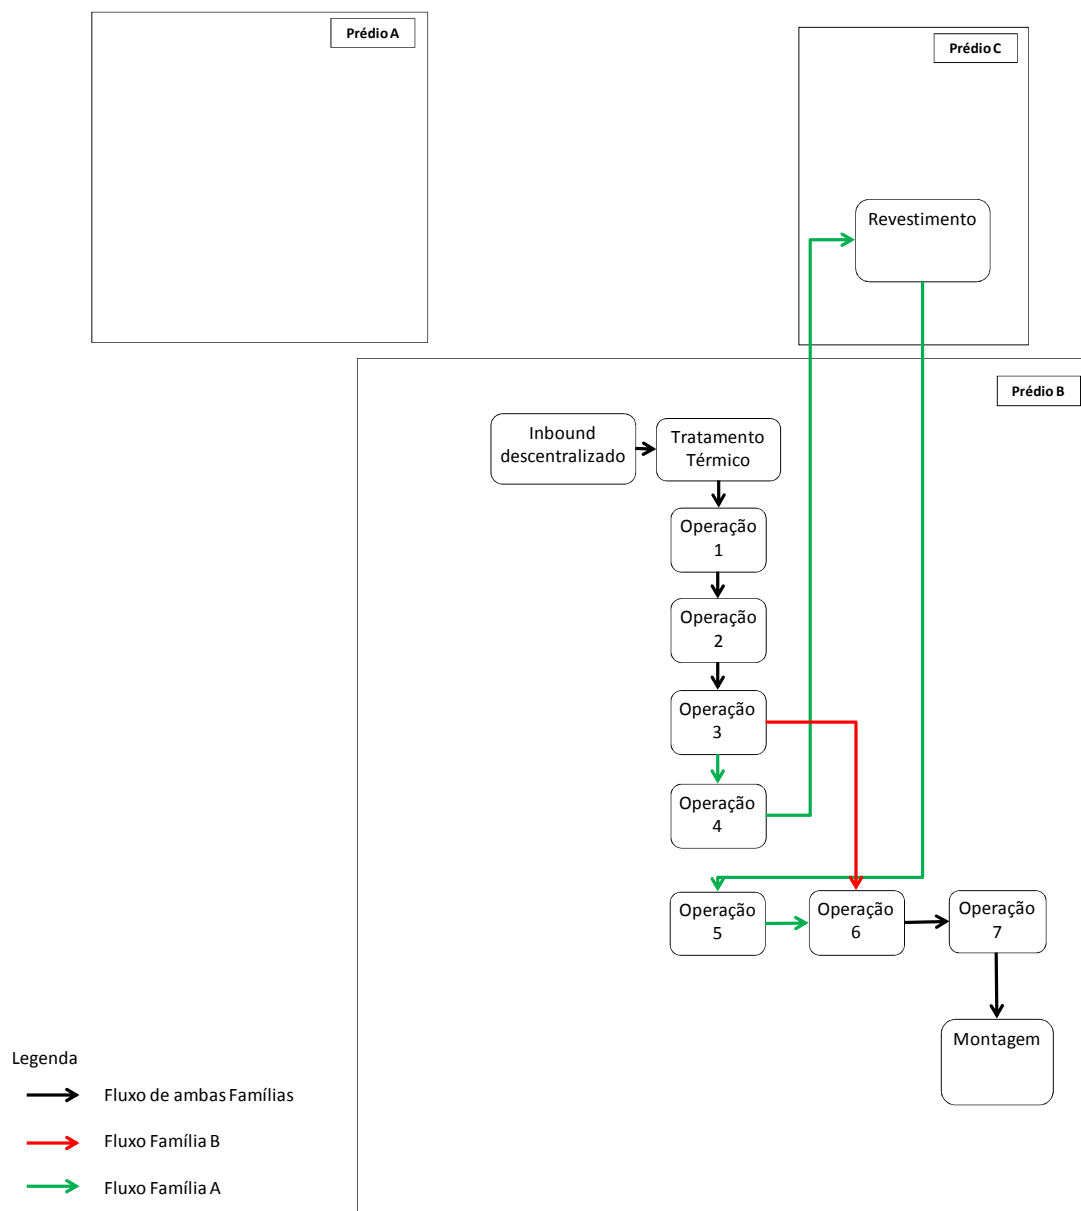 Prédio A
Prédio C
Revestimento
Prédio B
Inbound
descentralizado
Tratamento
Térmico
Operação
1
Operação
2
Operação
3
Operação
4
Operação
5
Operação
6
Operação
7
Montagem
Legenda
Fluxo de ambas Famílias
Fluxo Família B
Fluxo Família A